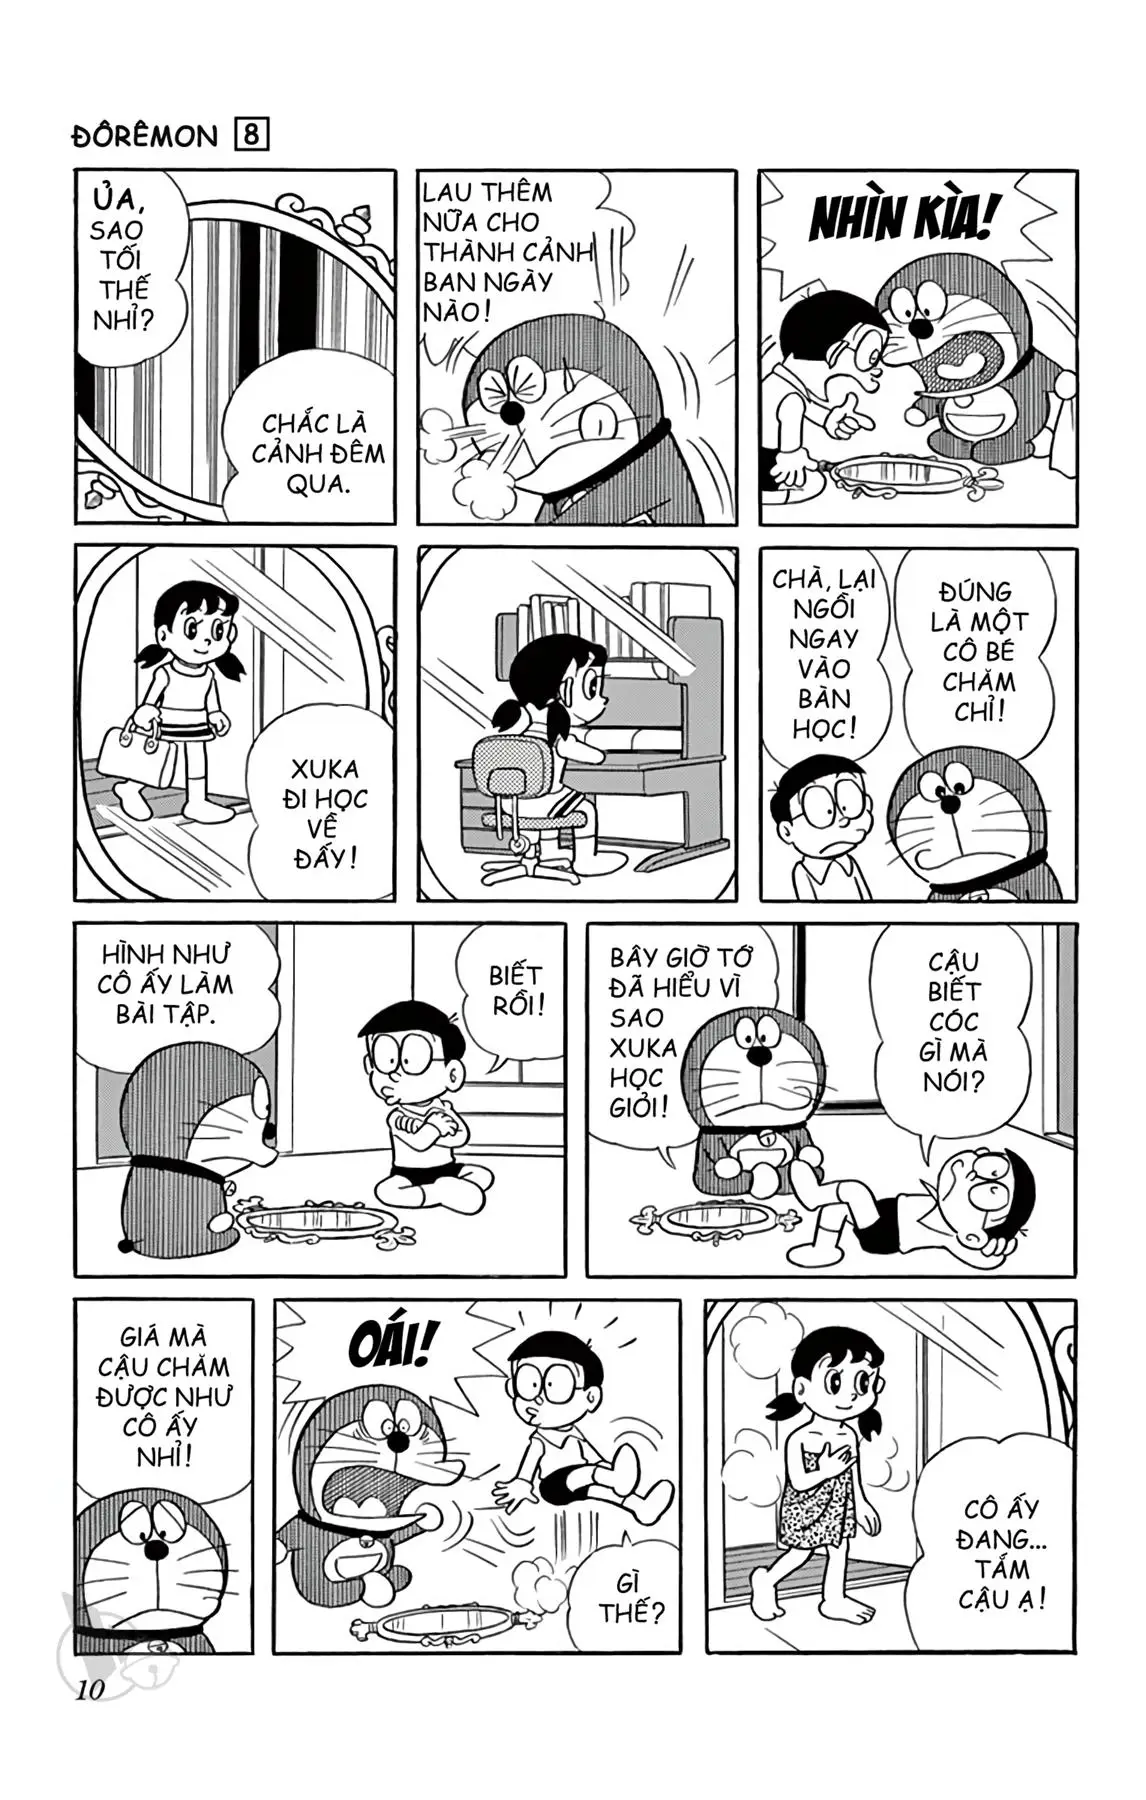 ĐÔRÊMON 8
ỦA,
SAO
TỐI
THẾ
NHỈ?
CHẮC LÀ
CẢNH ĐÊM
QUA.
LAU THÊM
NỮA CHO
THÀNH CẢNH
BAN NGÀY
NÀO!
NHÌN KÌA!
XUKA
ĐI HỌC
VỀ
ĐẤY!
CHÀ, LẠI
NGỒI
NGAY
VÀO
BÀN
HỌC!
ĐÚNG
LÀ MỘT
CÔ BÉ
CHĂM
CHỈ!
HÌNH NHƯ
CÔ ẤY LÀM
BÀI TẬP.
BIẾT
RỒI!
BÂY GIỜ TỚ
ĐÃ HIỂU VÌ
SAO
XUKA
HỌC
GIỎI!
CẬU
BIẾT
CÓC
GÌ MÀ
NÓI?
GIÁ MÀ
CẬU CHĂM
ĐƯỢC NHƯ
CÔ ẤY
NHỈ!
OÁI!
GÌ
THẾ?
CÔ ẤY
ĐANG...
TẮM
CẬU Ạ!
10